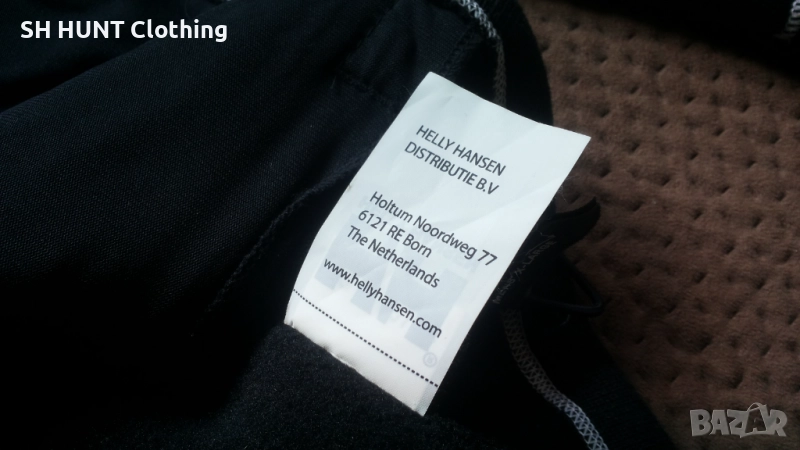 SH HUNT Clothing
HELLY HANSEN
DISTRIBUTIE B.V
Holtum Noordweg 77
6121 RE Born
The Netherlands
www.hellyhansen.com
®
BAZAR